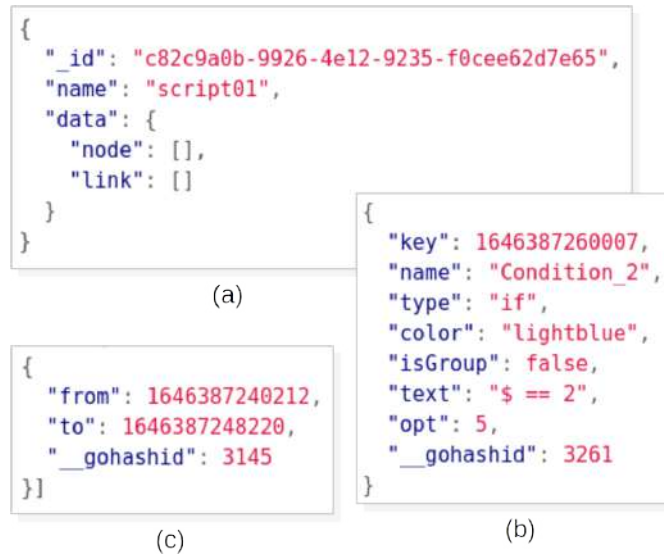 {
  "_id": "c82c9a0b-9926-4e12-9235-f0cee62d7e65",
  "name": "script01",
  "data": {
    "node": [],
    "link": []
  }
}
(a)
{
  "key": 1646387260007,
  "name": "Condition_2",
  "type": "if",
  "color": "lightblue",
  "isGroup": false,
  "text": "$ == 2",
  "opt": 5,
  "__gohashid": 3261
}
(b)
{
  "from": 1646387240212,
  "to": 1646387248220,
  "__gohashid": 3145
}]
(c)